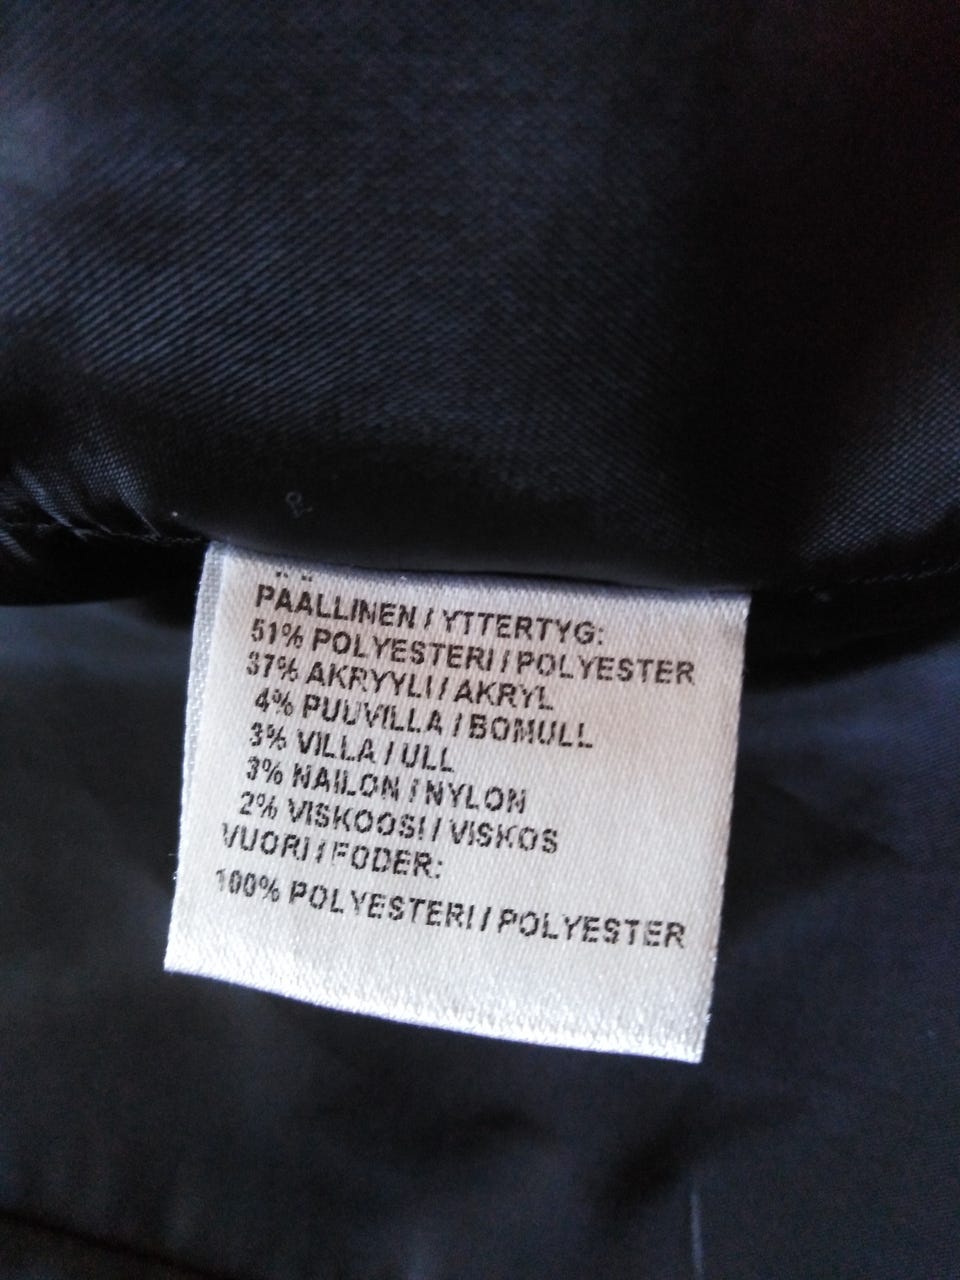 PÄÄLLINEN / YTTERTYG:
51% POLYESTERI / POLYESTER
37% AKRYYLI / AKRYL
4% PUUVILLA / BOMULL
3% VILLA / ULL
3% NAILON / NYLON
2% VISKOOSI / VISKOS
VUORI / FODER:
100% POLYESTERI / POLYESTER